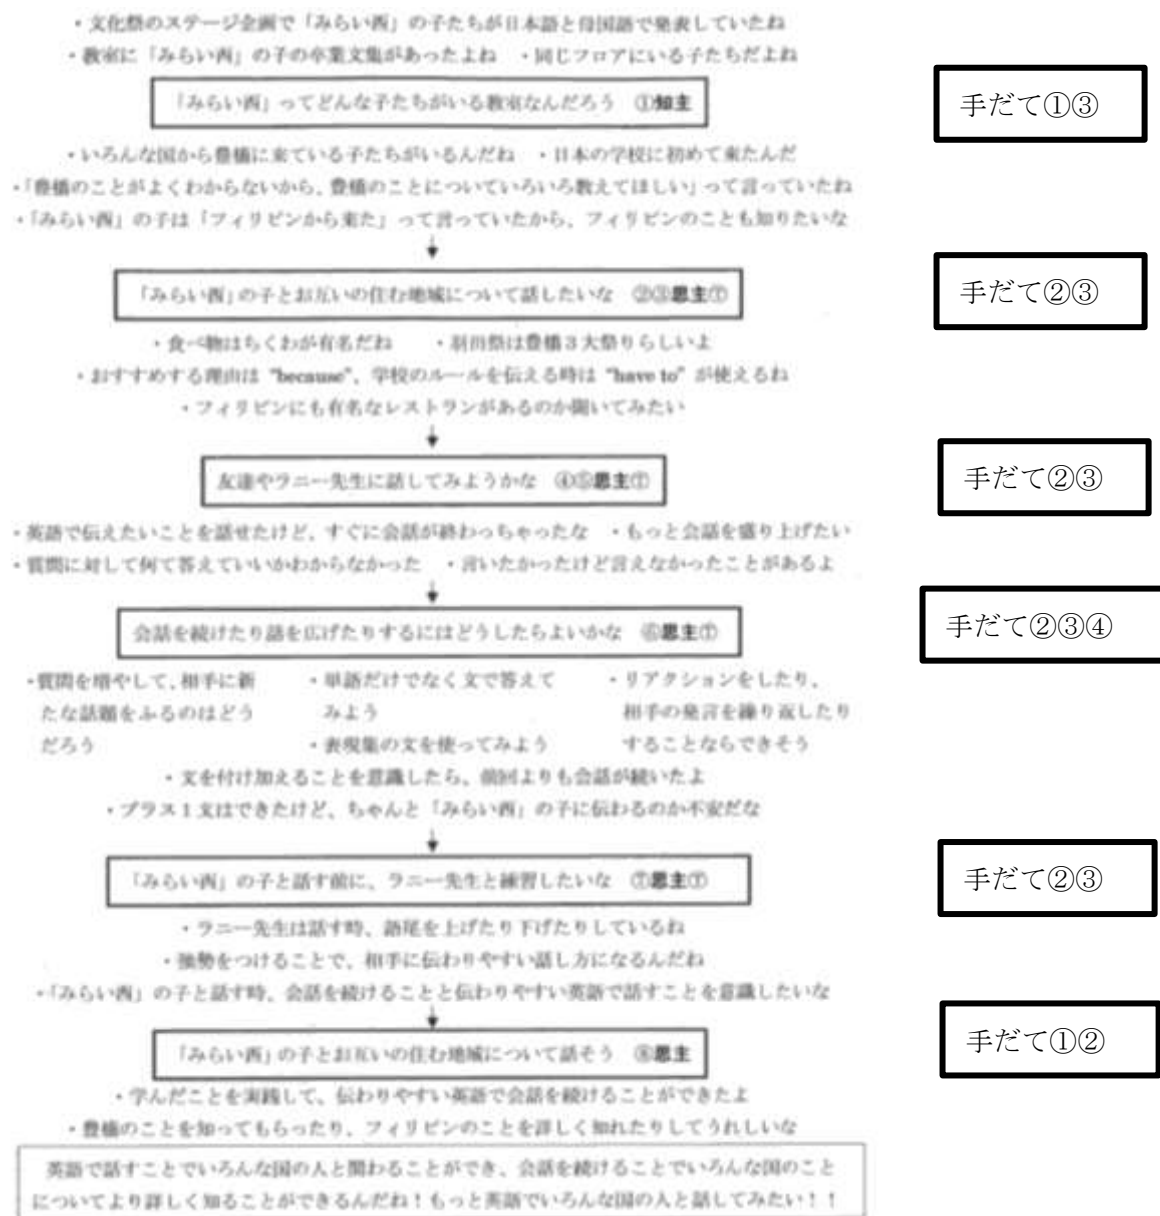 ・文化祭のステージ企画で「みらい西」の子たちが日本語と母国語で発表していたね
・教室に「みらい西」の子の卒業文集があったよね　・同じフロアにいる子たちだよね
「みらい西」ってどんな子たちがいる教室なんだろう　①知主
手だて①③
・いろんな国から豊橋に来ている子たちがいるんだね　・日本の学校に初めて来たんだ
・「豊橋のことがよくわからないから、豊橋のことについていろいろ教えてほしい」って言っていたね
・「みらい西」の子は「フィリピンから来た」って言っていたから、フィリピンのことも知りたいな
↓
「みらい西」の子とお互いの住む地域について話したいな　②③思主①
手だて②③
・食べ物はちくわが有名だね　・羽田祭は豊橋３大祭りらしいよ
・おすすめする理由は “because”、学校のルールを伝える時は “have to” が使えるね
・フィリピンにも有名なレストランがあるのか聞いてみたい
↓
友達やラニー先生に話してみようかな　④⑤思主①
手だて②③
・英語で伝えたいことを話せたけど、すぐに会話が終わっちゃったな　・もっと会話を盛り上げたい
・質問に対して何て答えていいかわからなかった　・言いたかったけど言えなかったことがあるよ
↓
会話を続けたり話を広げたりするにはどうしたらよいかな　⑥思主①
手だて②③④
・質問を増やして、相手に新たな話題をふるのはどうだろう
・単語だけでなく文で答えてみよう
・表現集の文を使ってみよう
・リアクションをしたり、相手の発言を繰り返したりすることならできそう
・文を付け加えることを意識したら、前回よりも会話が続いたよ
・プラス１文はできたけど、ちゃんと「みらい西」の子に伝わるのか不安だな
↓
「みらい西」の子と話す前に、ラニー先生と練習したいな　⑦思主①
手だて②③
・ラニー先生は話す時、語尾を上げたり下げたりしているね
・強勢をつけることで、相手に伝わりやすい話し方になるんだね
・「みらい西」の子と話す時、会話を続けることと伝わりやすい英語で話すことを意識したいな
↓
「みらい西」の子とお互いの住む地域について話そう　⑧思主
手だて①②
・学んだことを実践して、伝わりやすい英語で会話を続けることができたよ
・豊橋のことを知ってもらったり、フィリピンのことを詳しく知れたりしてうれしいな
英語で話すことでいろんな国の人と関わることができ、会話を続けることでいろんな国のこと
についてより詳しく知ることができるんだね！もっと英語でいろんな国の人と話してみたい！！